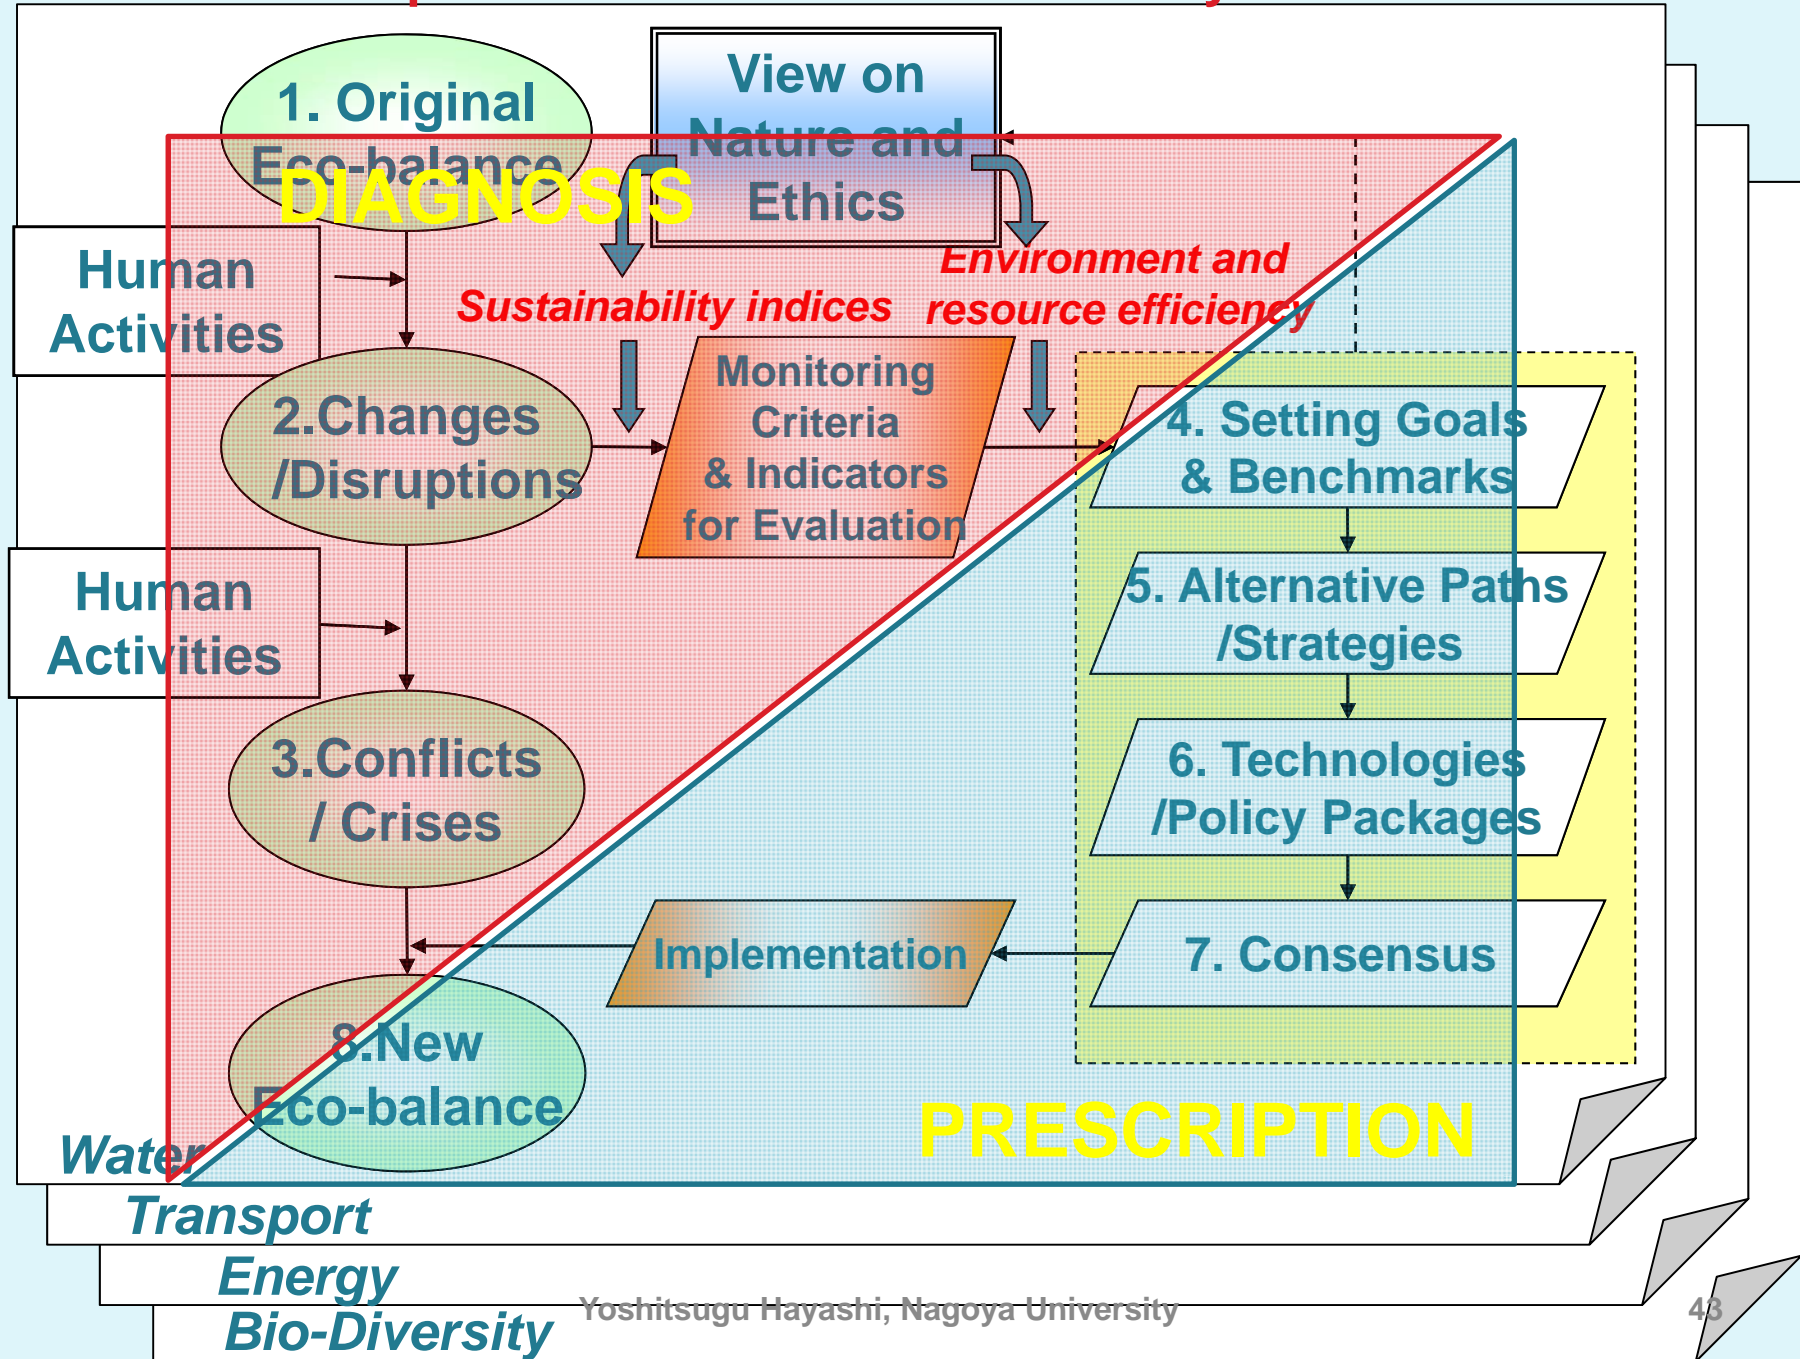 1. Original
Eco-balance
DIAGNOSIS
View on
Nature and
Ethics
Human
Activities
Sustainability indices
Environment and
resource efficiency
2.Changes
/Disruptions
Monitoring
Criteria
& Indicators
for Evaluation
4. Setting Goals
& Benchmarks
Human
Activities
5. Alternative Paths
/Strategies
3.Conflicts
/ Crises
6. Technologies
/Policy Packages
Implementation
7. Consensus
8.New
Eco-balance
PRESCRIPTION
Water
Transport
Energy
Bio-Diversity
Yoshitsugu Hayashi, Nagoya University
43